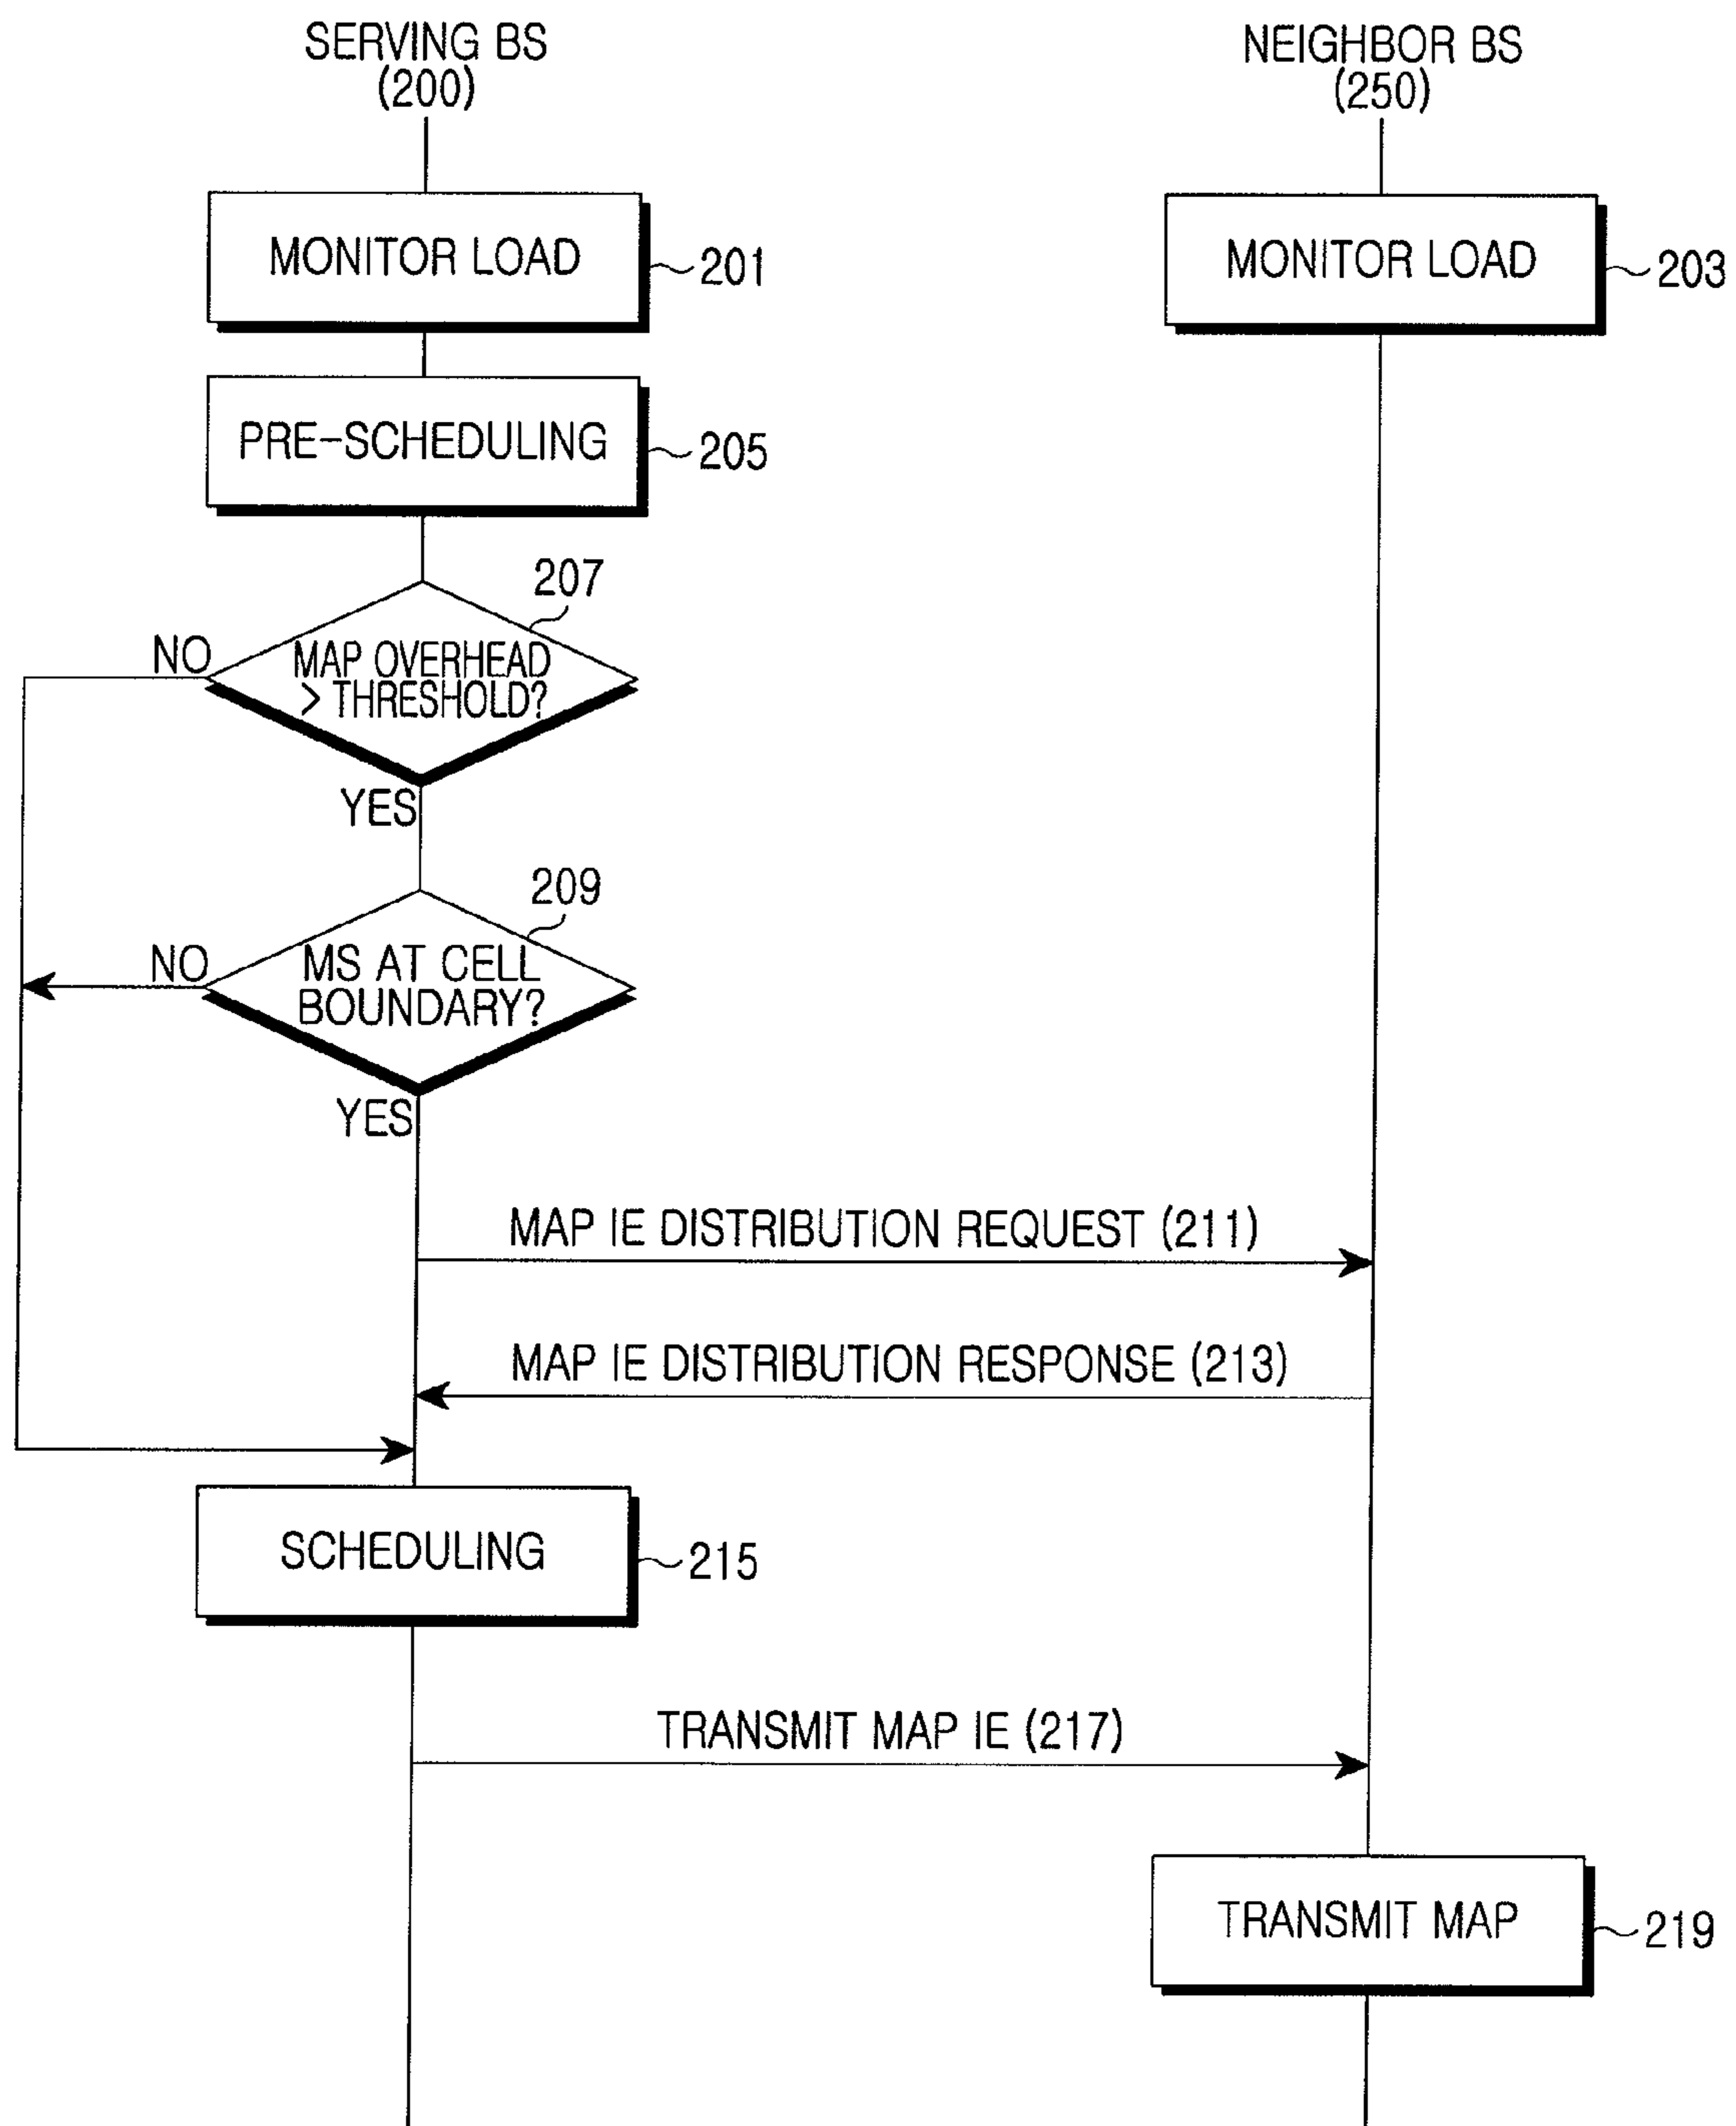 SERVING BS
(200)
NEIGHBOR BS
(250)
MONITOR LOAD
201
MONITOR LOAD
203
PRE-SCHEDULING
205
207
NO
MAP OVERHEAD
> THRESHOLD?
YES
209
NO
MS AT CELL
BOUNDARY?
YES
MAP IE DISTRIBUTION REQUEST (211)
MAP IE DISTRIBUTION RESPONSE (213)
SCHEDULING
215
TRANSMIT MAP IE (217)
TRANSMIT MAP
219